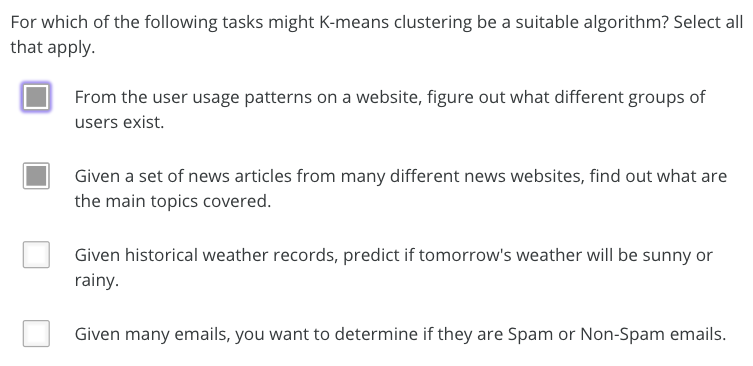 For which of the following tasks might K-means clustering be a suitable algorithm? Select all
that apply.
From the user usage patterns on a website, figure out what different groups of
users exist.
Given a set of news articles from many different news websites, find out what are
the main topics covered.
Given historical weather records, predict if tomorrow's weather will be sunny or
rainy.
Given many emails, you want to determine if they are Spam or Non-Spam emails.